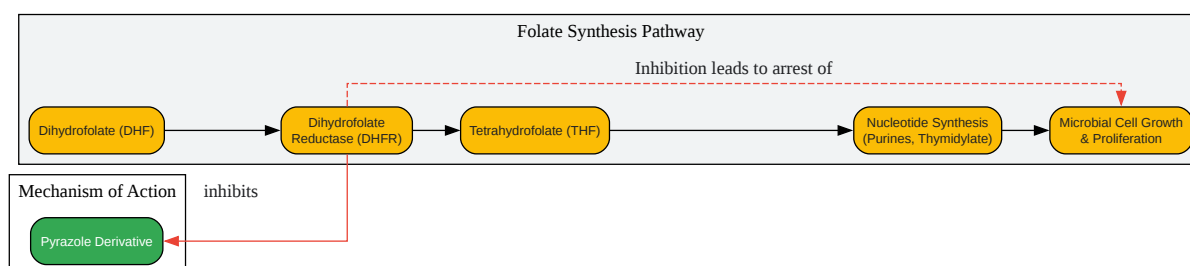 Folate Synthesis Pathway
Inhibition leads to arrest of
Dihydrofolate (DHF)
Dihydrofolate
Reductase (DHFR)
Tetrahydrofolate (THF)
Nucleotide Synthesis
(Purines, Thymidylate)
Microbial Cell Growth
& Proliferation
Mechanism of Action
inhibits
Pyrazole Derivative